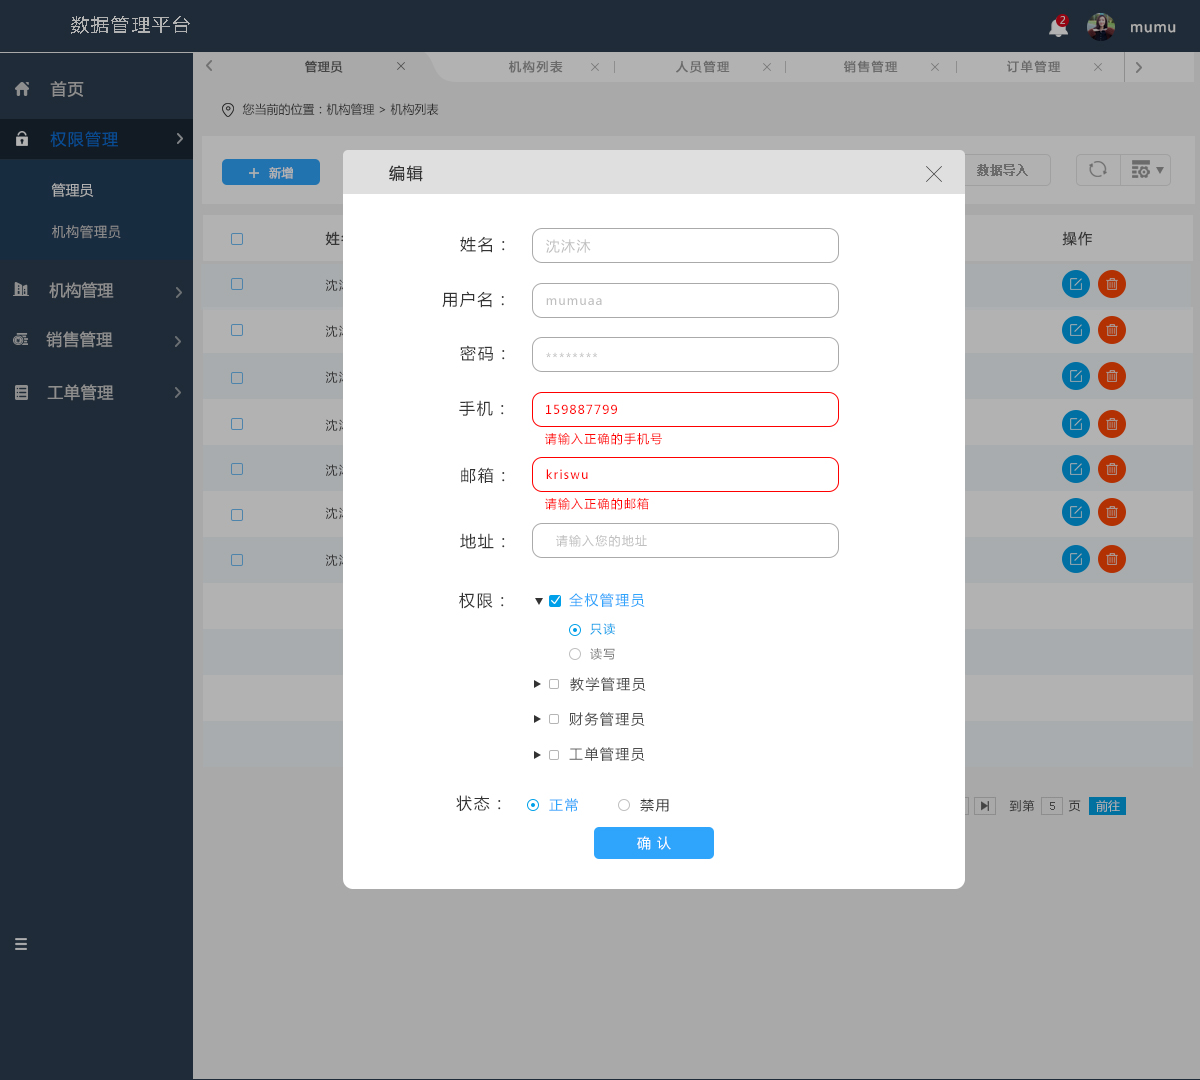 数据管理平台
2
mumu
首页
权限管理
管理员
机构管理员
机构管理
销售管理
工单管理
管理员 机构列表 人员管理 销售管理 订单管理
您当前的位置：机构管理 > 机构列表
+ 新增
数据导入
操作
编辑
姓名：
沈沐沐
用户名：
mumuaa
密码：
********
手机：
159887799
请输入正确的手机号
邮箱：
kriswu
请输入正确的邮箱
地址：
请输入您的地址
权限：
全权管理员
只读
读写
教学管理员
财务管理员
工单管理员
状态：
正常 禁用
确 认
到第 5 页 前往